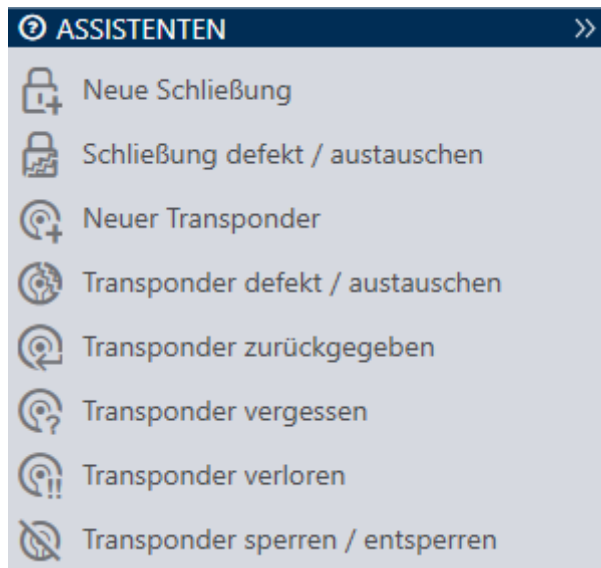 ASSISTENTEN
Neue Schließung
Schließung defekt / austauschen
Neuer Transponder
Transponder defekt / austauschen
Transponder zurückgegeben
Transponder vergessen
Transponder verloren
Transponder sperren / entsperren